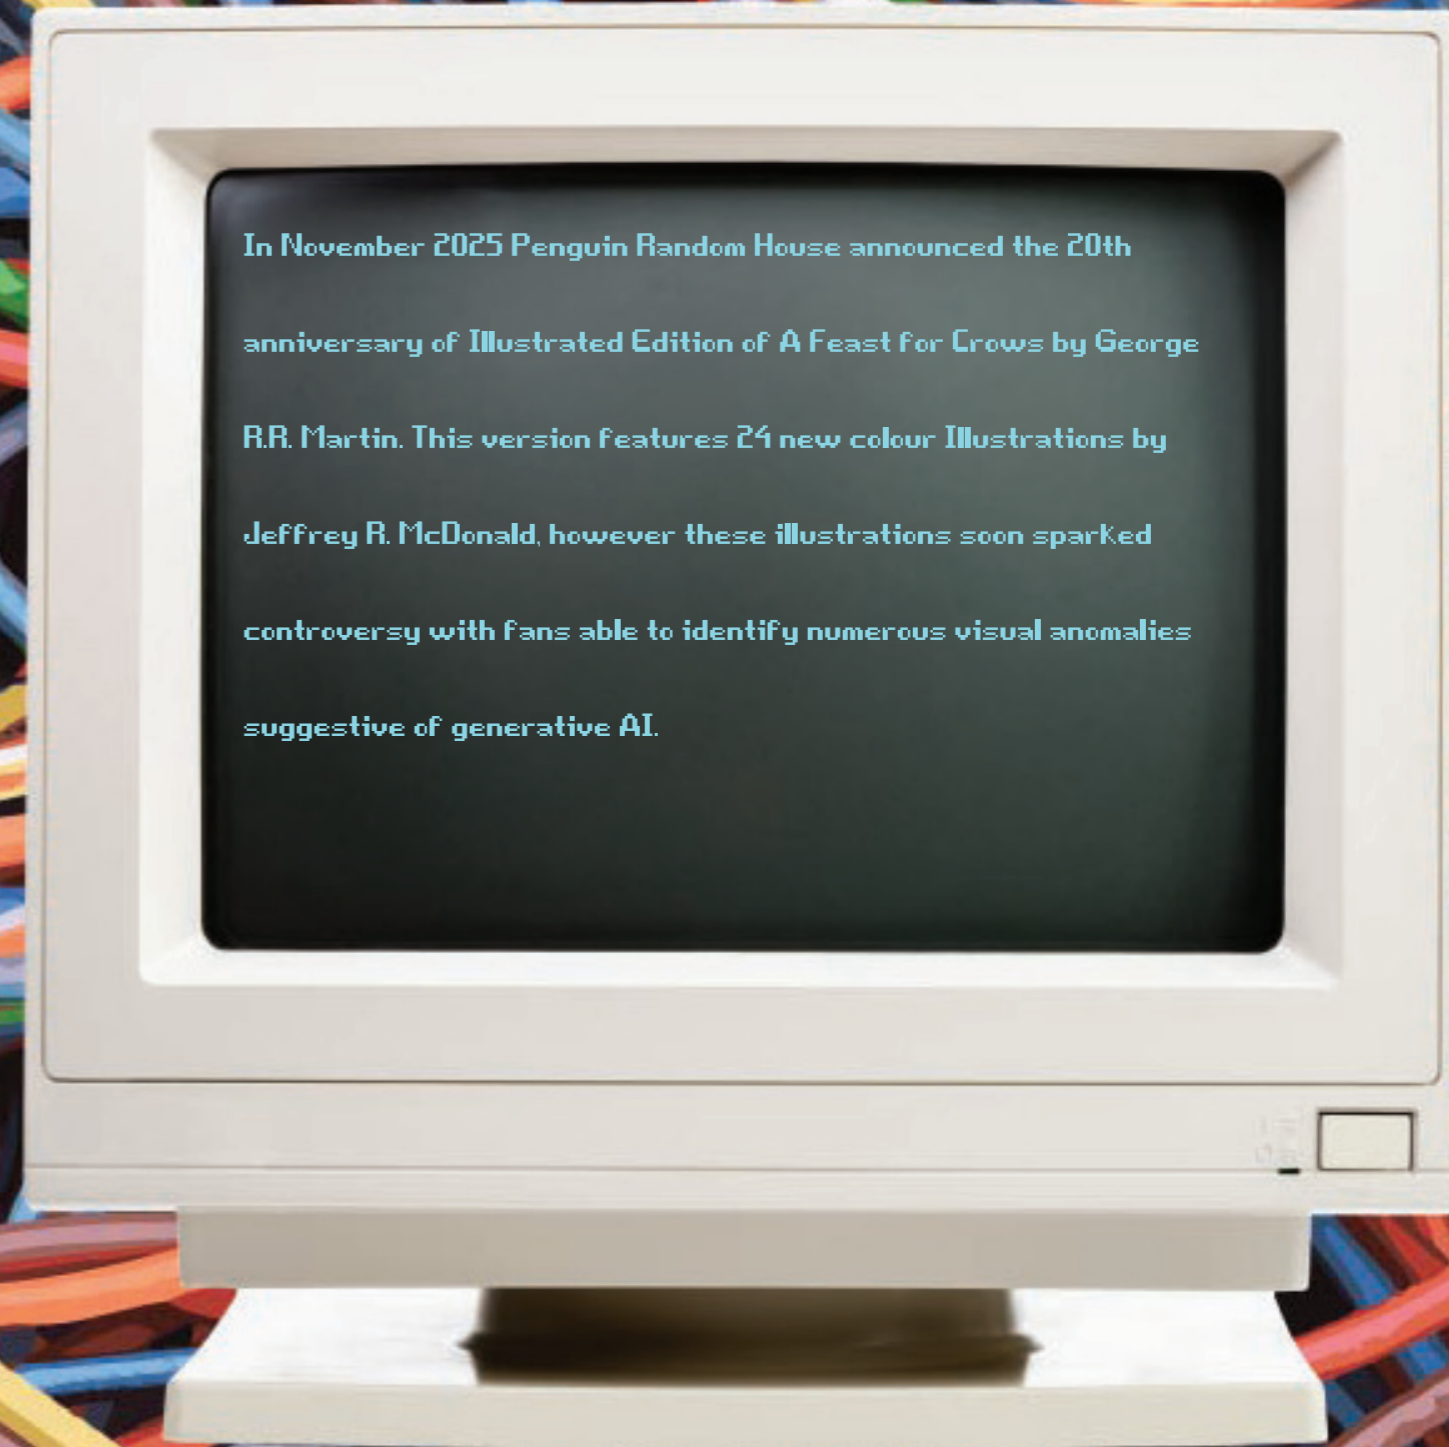 In November 2025 Penguin Random House announced the 20th
anniversary of Illustrated Edition of A Feast for Crows by George
R.R. Martin. This version features 24 new colour Illustrations by
Jeffrey R. McDonald, however these illustrations soon sparked
controversy with fans able to identify numerous visual anomalies
suggestive of generative AI.